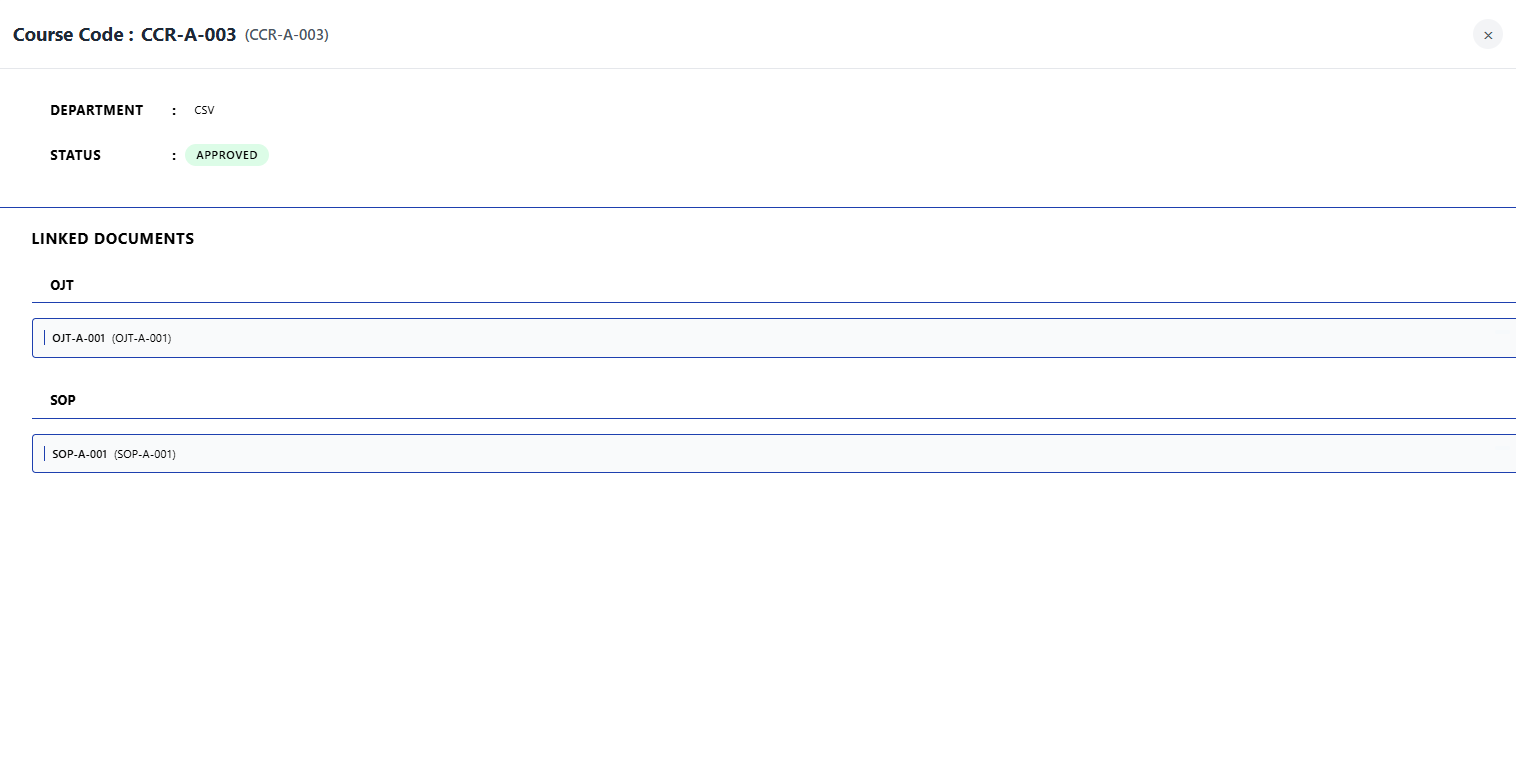 Course Code : CCR-A-003 (CCR-A-003)
×
DEPARTMENT : CSV
STATUS : APPROVED
LINKED DOCUMENTS
OJT
OJT-A-001 (OJT-A-001)
SOP
SOP-A-001 (SOP-A-001)